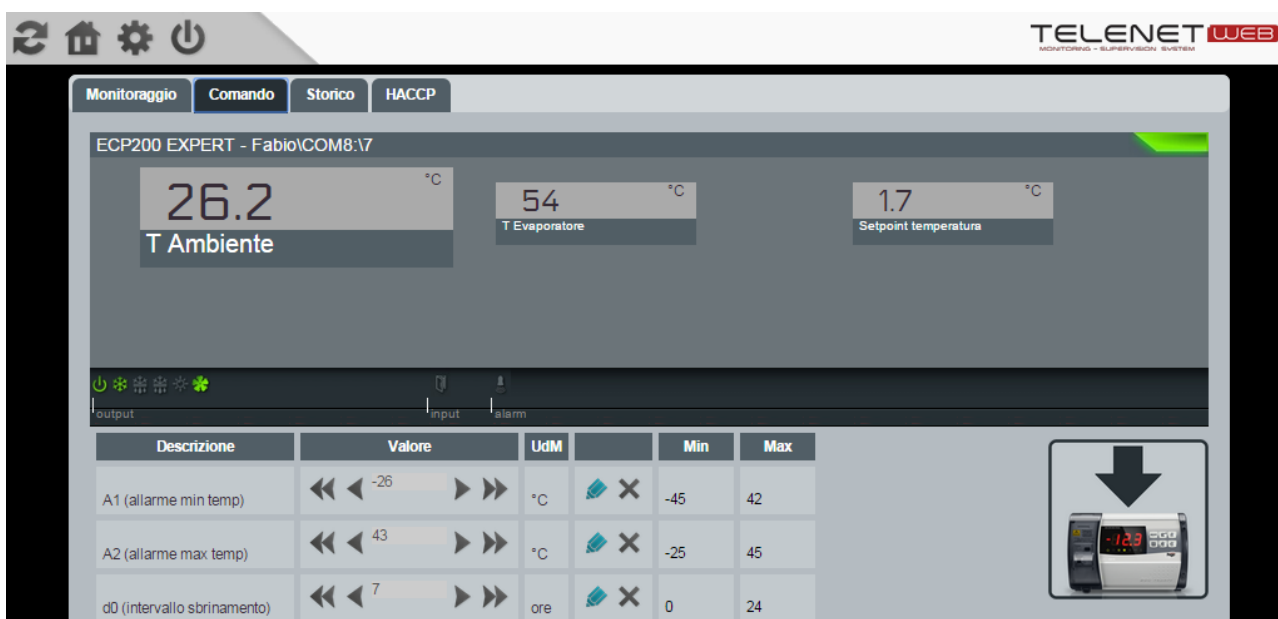 TELENET WEB
MONITORING - SUPERVISION SYSTEM
Monitoraggio Comando Storico HACCP
ECP200 EXPERT - Fabio\COM8:\7
26.2 °C
T Ambiente
54 °C
T Evaporatore
1.7 °C
Setpoint temperatura
output input alarm
Descrizione Valore UdM Min Max
A1 (allarme min temp) -26 °C -45 42
A2 (allarme max temp) 43 °C -25 45
d0 (intervallo sbrinamento) 7 ore 0 24
-12.3